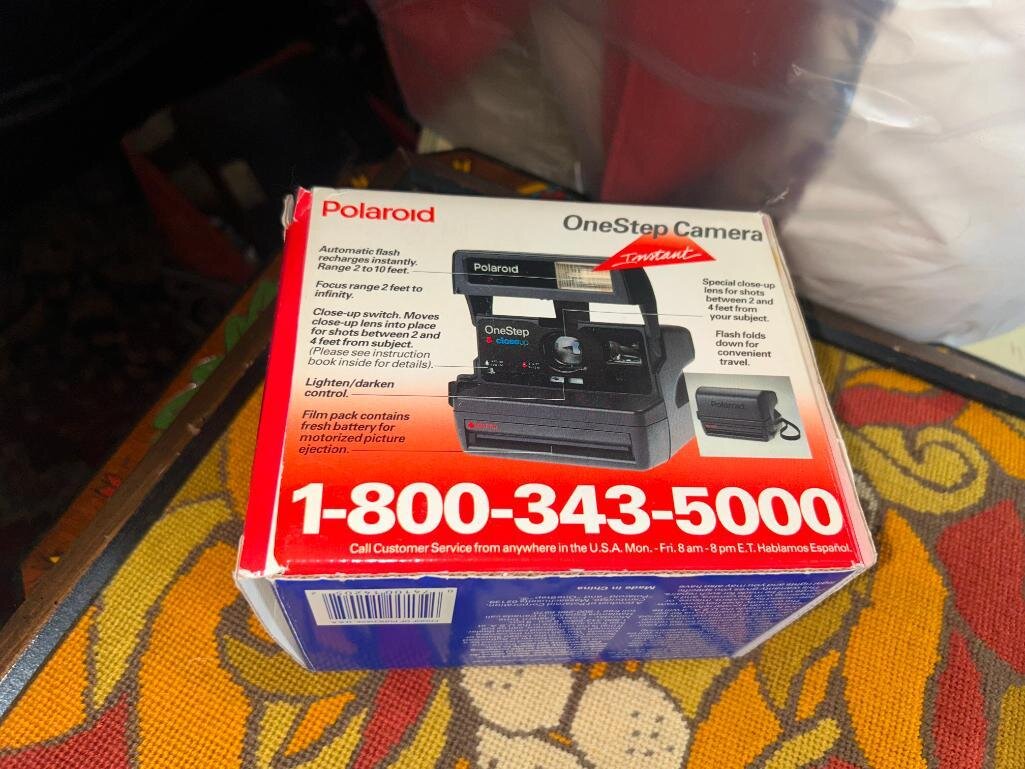 Polaroid
OneStep Camera
Instant
Automatic flash
recharges instantly.
Range 2 to 10 feet.
Focus range 2 feet to
infinity.
Close-up switch. Moves
close-up lens into place
for shots between 2 and
4 feet from subject.
(Please see instruction
book inside for details).
Lighten/darken
control.
Film pack contains
fresh battery for
motorized picture
ejection.
Polaroid
OneStep
closeup
Special close-up
lens for shots
between 2 and
4 feet from
your subject.
Flash folds
down for
convenient
travel.
Polaroid
1-800-343-5000
Call Customer Service from anywhere in the U.S.A. Mon. - Fri. 8 am - 8 pm E.T. Hablamos Español.
Made in China